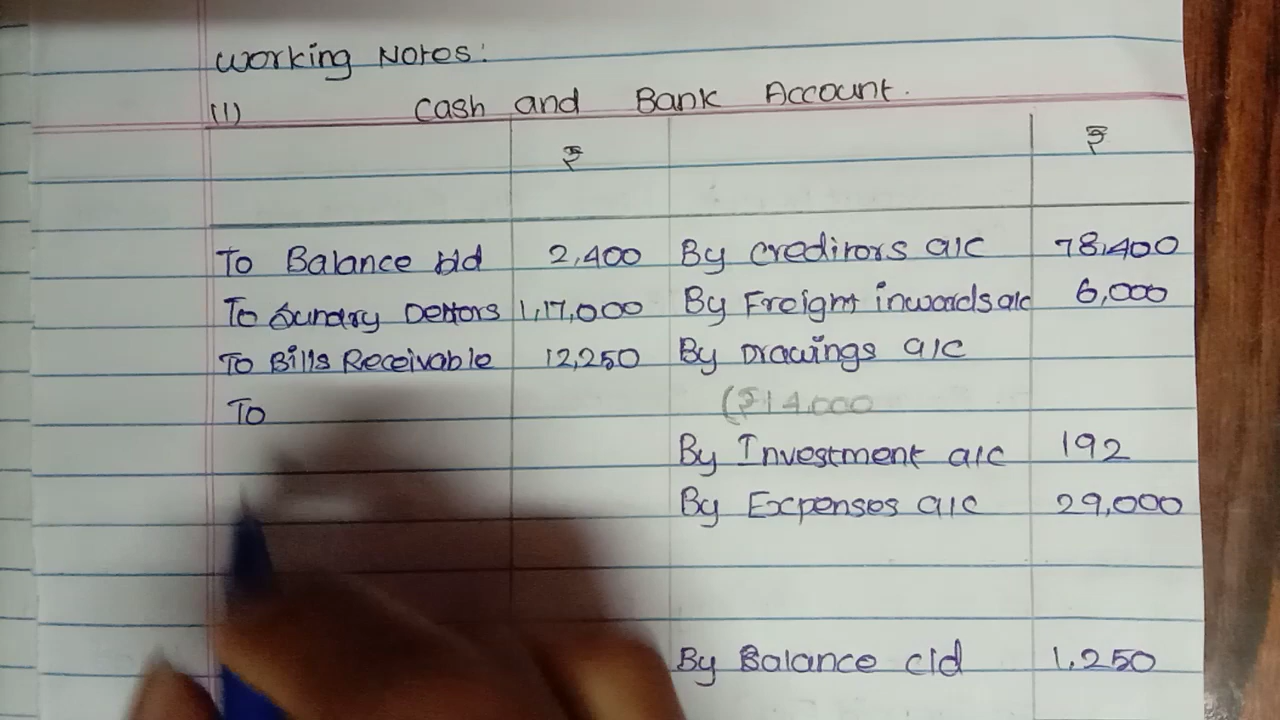 Working Notes:
(1) Cash and Bank Account.
₹ ₹
To Balance b/d 2,400 By Creditors a/c 78,400
To Sundry Debtors 1,17,000 By Freight inwards a/c 6,000
To Bills Receivable 12,250 By Drawings a/c
To (₹14,000
By Investment a/c 192
By Expenses a/c 29,000
By Balance c/d 1,250